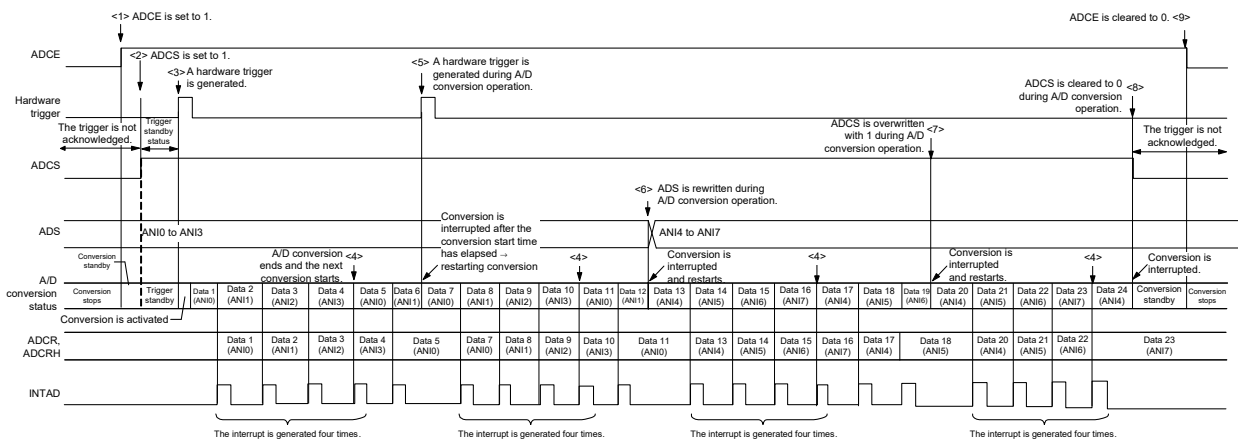 <1> ADCE is set to 1.
ADCE is cleared to 0. <9>
ADCE
<2> ADCS is set to 1.
<3> A hardware trigger
is generated.
<5> A hardware trigger is
generated during A/D
conversion operation.
ADCS is cleared to 0
during A/D conversion
operation.
<8>
Hardware
trigger
The trigger is not
acknowledged.
Trigger
standby
status
ADCS is overwritten
with 1 during A/D
conversion operation.
<7>
The trigger is not
acknowledged.
ADCS
<6> ADS is rewritten during
A/D conversion operation.
ADS
ANI0 to ANI3
Conversion is
interrupted after the
conversion start time
has elapsed →
restarting conversion
ANI4 to ANI7
Conversion
standby
A/D conversion
ends and the next
conversion starts.
<4>
<4>
Conversion is
interrupted
and restarts.
<4>
Conversion is
interrupted
and restarts.
<4>
Conversion is
interrupted.
A/D
conversion
status
Conversion
stops
Trigger
standby
Data 1
(ANI0)
Data 2
(ANI1)
Data 3
(ANI2)
Data 4
(ANI3)
Data 5
(ANI0)
Data 6
(ANI1)
Data 7
(ANI0)
Data 8
(ANI1)
Data 9
(ANI2)
Data 10
(ANI3)
Data 11
(ANI0)
Data 12
(ANI1)
Data 13
(ANI4)
Data 14
(ANI5)
Data 15
(ANI6)
Data 16
(ANI7)
Data 17
(ANI4)
Data 18
(ANI5)
Data 19
(ANI6)
Data 20
(ANI4)
Data 21
(ANI5)
Data 22
(ANI6)
Data 23
(ANI7)
Data 24
(ANI4)
Conversion
standby
Conversion
stops
Conversion is activated
ADCR,
ADCRH
Data 1
(ANI0)
Data 2
(ANI1)
Data 3
(ANI2)
Data 4
(ANI3)
Data 5
(ANI0)
Data 7
(ANI0)
Data 8
(ANI1)
Data 9
(ANI2)
Data 10
(ANI3)
Data 11
(ANI0)
Data 13
(ANI4)
Data 14
(ANI5)
Data 15
(ANI6)
Data 16
(ANI7)
Data 17
(ANI4)
Data 18
(ANI5)
Data 20
(ANI4)
Data 21
(ANI5)
Data 22
(ANI6)
Data 23
(ANI7)
INTAD
The interrupt is generated four times.
The interrupt is generated four times.
The interrupt is generated four times.
The interrupt is generated four times.